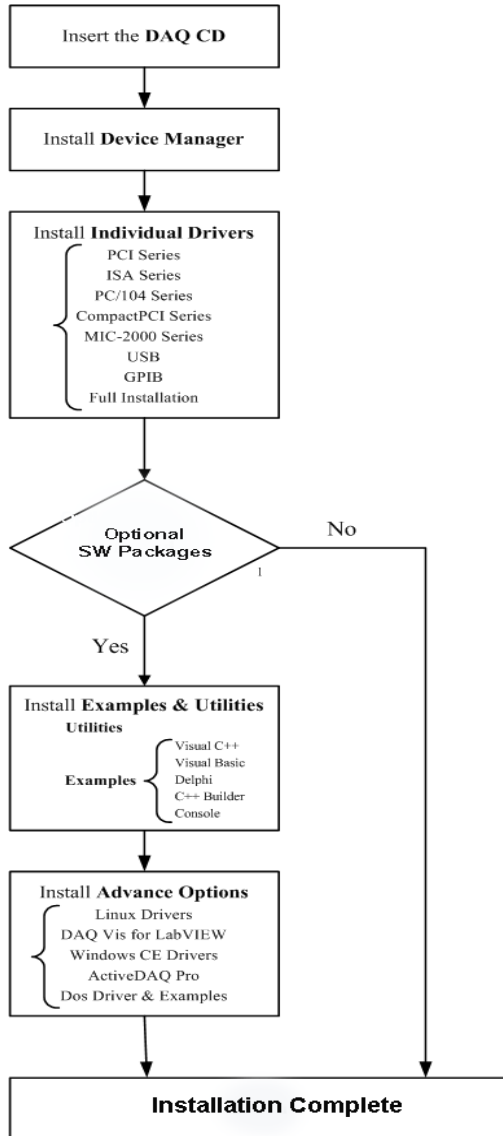 Insert the DAQ CD
Install Device Manager
Install Individual Drivers
PCI Series
ISA Series
PC/104 Series
CompactPCI Series
MIC-2000 Series
USB
GPIB
Full Installation
Optional
SW Packages
No
1
Yes
Install Examples & Utilities
Utilities
Examples
Visual C++
Visual Basic
Delphi
C++ Builder
Console
Install Advance Options
Linux Drivers
DAQ Vis for LabVIEW
Windows CE Drivers
ActiveDAQ Pro
Dos Driver & Examples
Installation Complete